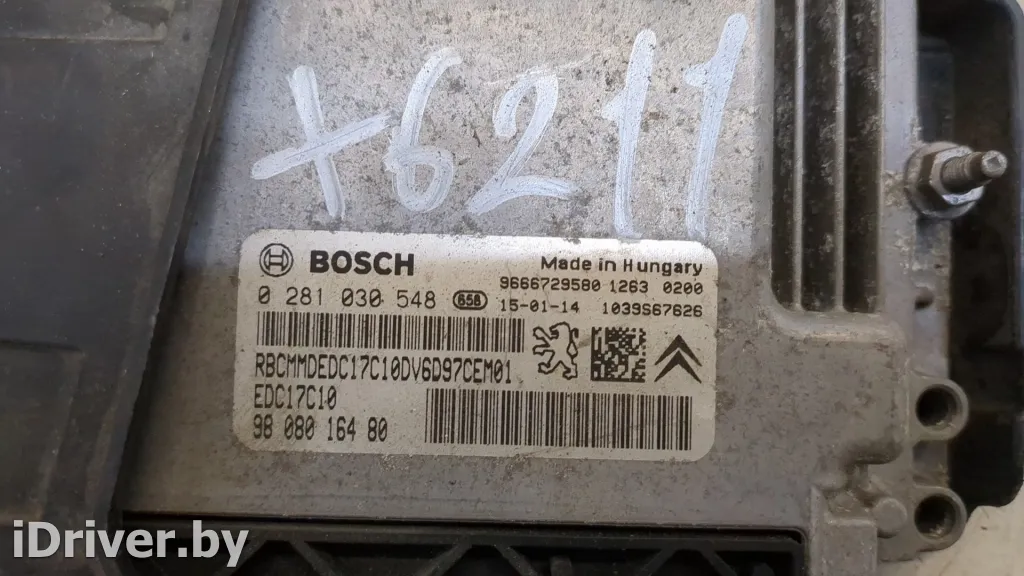 +6211
BOSCH
Made in Hungary
9666729580 1263 0200
0 281 030 548 658 15-01-14 1039S67626
RBCMMDEDC17C10DV6D97CEM01
EDC17C10
98 080 164 80
iDriver.by